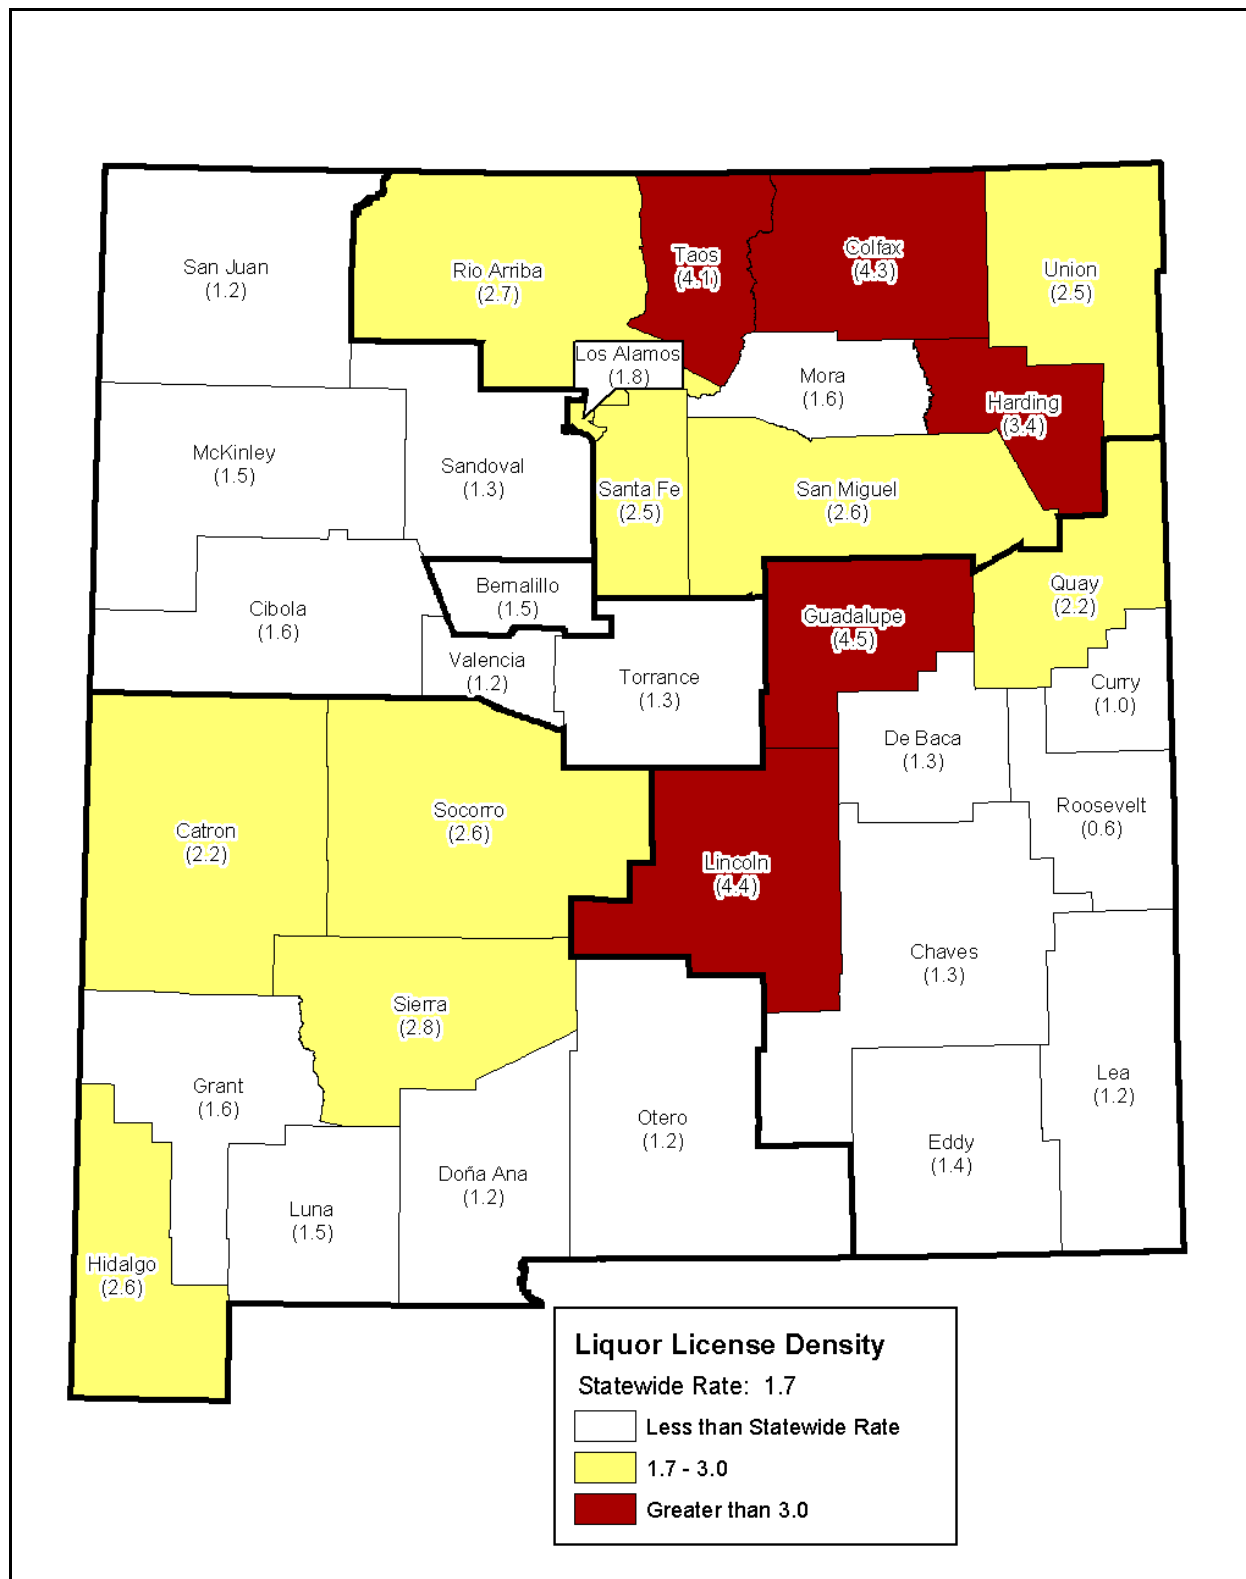 San Juan
(1.2)
Rio Arriba
(2.7)
Taos
(4.1)
Colfax
(4.3)
Union
(2.5)
Los Alamos
(1.8)
Mora
(1.6)
Harding
(3.4)
McKinley
(1.5)
Sandoval
(1.3)
Santa Fe
(2.5)
San Miguel
(2.6)
Quay
(2.2)
Bernalillo
(1.5)
Cibola
(1.6)
Guadalupe
(4.5)
Valencia
(1.2)
Torrance
(1.3)
Curry
(1.0)
De Baca
(1.3)
Roosevelt
(0.6)
Catron
(2.2)
Socorro
(2.6)
Lincoln
(4.4)
Chaves
(1.3)
Sierra
(2.8)
Grant
(1.6)
Lea
(1.2)
Otero
(1.2)
Eddy
(1.4)
Doña Ana
(1.2)
Luna
(1.5)
Hidalgo
(2.6)
Liquor License Density
Statewide Rate: 1.7
Less than Statewide Rate
1.7 - 3.0
Greater than 3.0